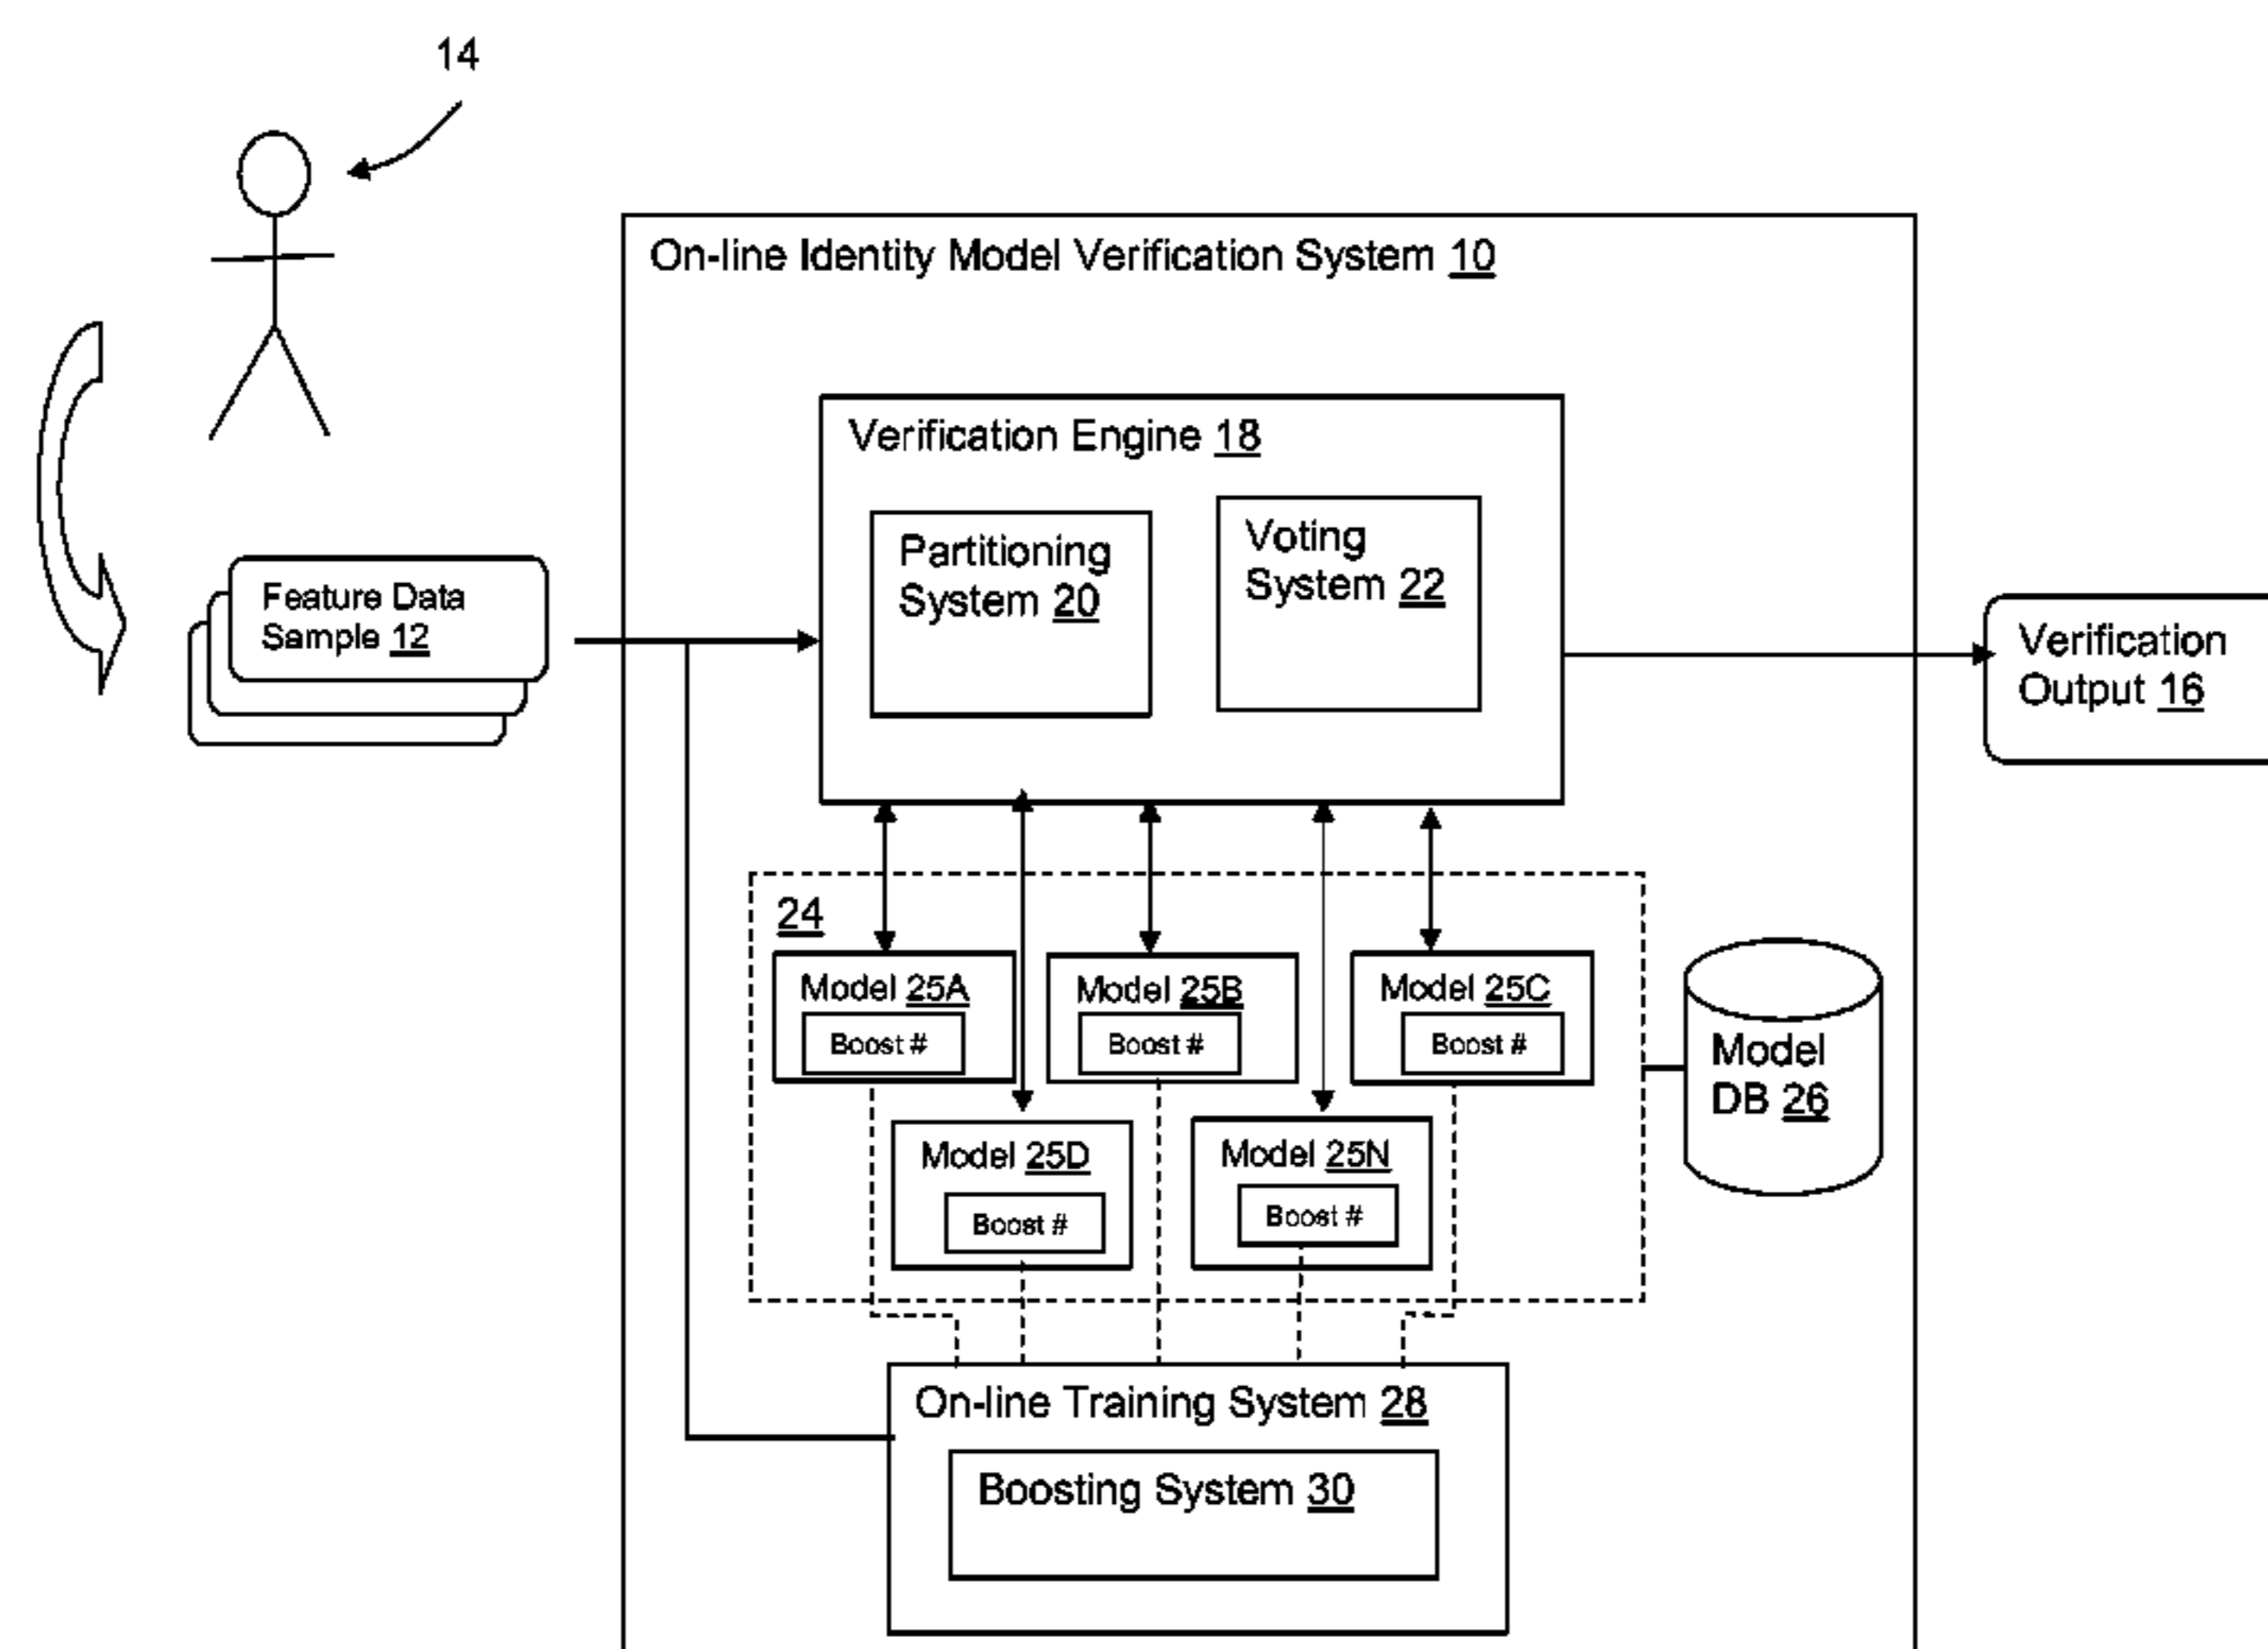 14
On-line Identity Model Verification System 10
Verification Engine 18
Partitioning
System 20
Voting
System 22
Feature Data
Sample 12
Verification
Output 16
24
Model 25A
Boost #
Model 25B
Boost #
Model 25C
Boost #
Model
DB 26
Model 25D
Boost #
Model 25N
Boost #
On-line Training System 28
Boosting System 30